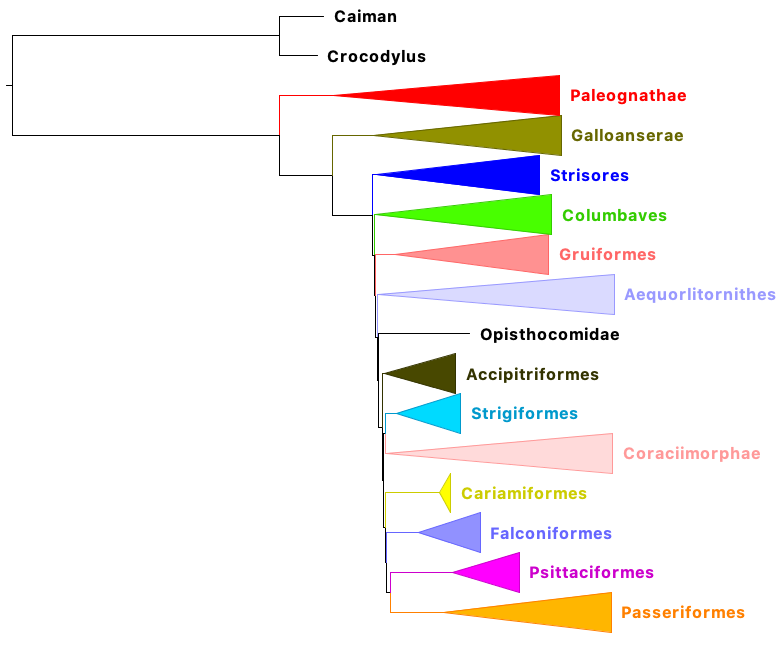 Caiman
Crocodylus
Paleognathae
Galloanserae
Strisores
Columbaves
Gruiformes
Aequorlitornithes
Opisthocomidae
Accipitriformes
Strigiformes
Coraciimorphae
Cariamiformes
Falconiformes
Psittaciformes
Passeriformes